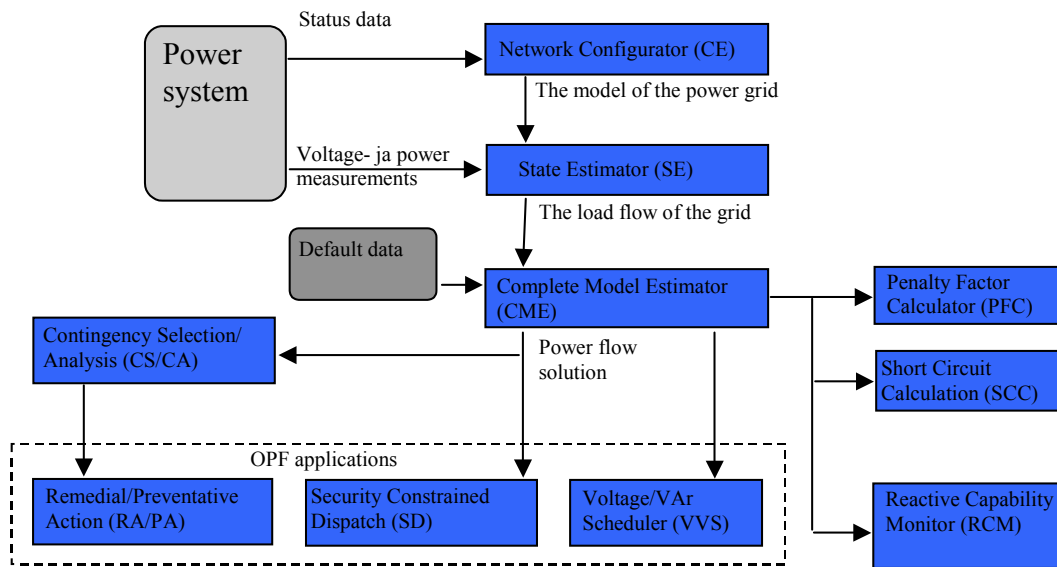 Status data
Power
system
Network Configurator (CE)
The model of the power grid
Voltage- ja power
measurements
State Estimator (SE)
The load flow of the grid
Default data
Complete Model Estimator
(CME)
Penalty Factor
Calculator (PFC)
Contingency Selection/
Analysis (CS/CA)
Power flow
solution
Short Circuit
Calculation (SCC)
OPF applications
Remedial/Preventative
Action (RA/PA)
Security Constrained
Dispatch (SD)
Voltage/VAr
Scheduler (VVS)
Reactive Capability
Monitor (RCM)